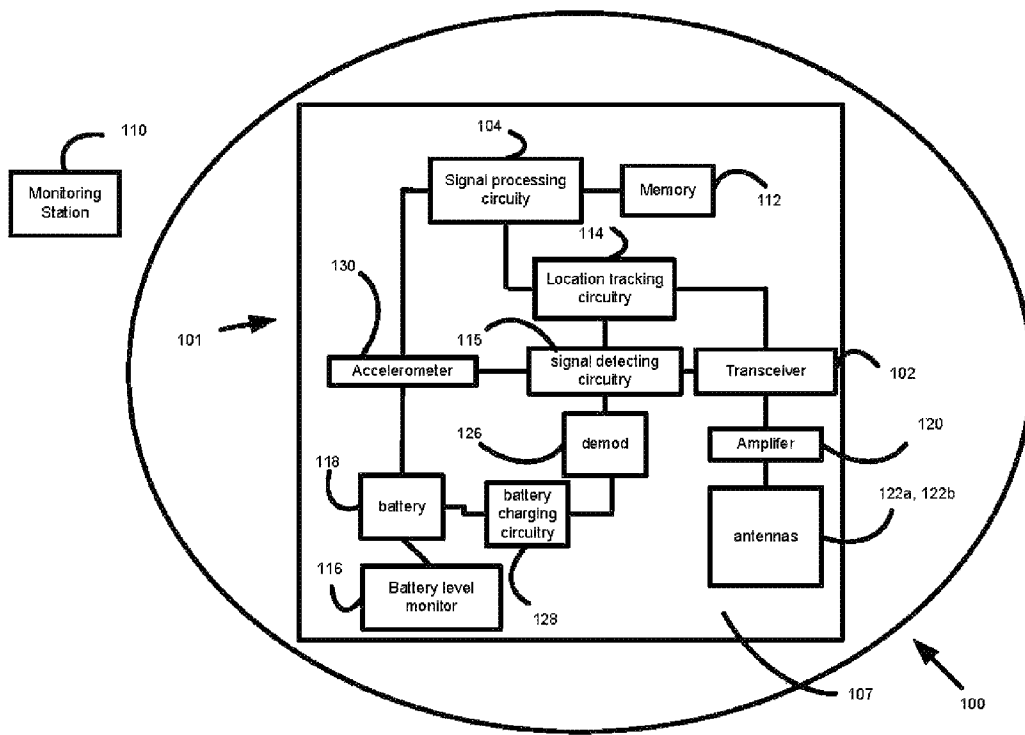 110
Monitoring
Station
104
Signal processing
circuity
Memory
112
114
Location tracking
circuitry
130
101
115
Accelerometer
signal detecting
circuitry
Transceiver
102
126
demod
Amplifer
120
118
battery
battery
charging
circuitry
122a, 122b
antennas
116
Battery level
monitor
128
107
100